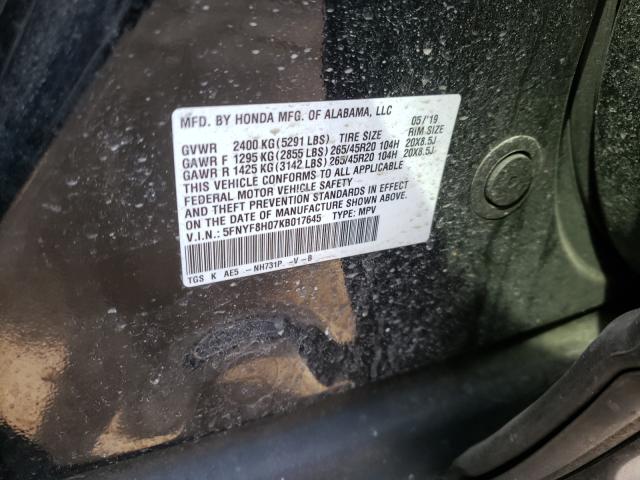 MFD. BY HONDA MFG. OF ALABAMA, LLC 05/'19
GVWR 2400 KG (5291 LBS) TIRE SIZE RIM SIZE
GAWR F 1295 KG (2855 LBS) 265/45R20 104H 20X8.5J
GAWR R 1425 KG (3142 LBS) 265/45R20 104H 20X8.5J
THIS VEHICLE CONFORMS TO ALL APPLICABLE
FEDERAL MOTOR VEHICLE SAFETY
AND THEFT PREVENTION STANDARDS IN EFFECT
ON THE DATE OF MANUFACTURE SHOWN ABOVE.
V.I.N.: 5FNYF8H07KB017645 TYPE: MPV
TGS K AE5 -NH731P -V-B